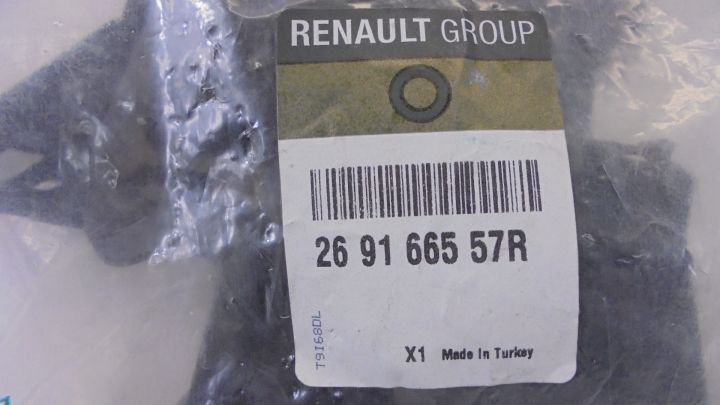 RENAULT GROUP
26 91 665 57R
T9I68DL
X1 Made In Turkey